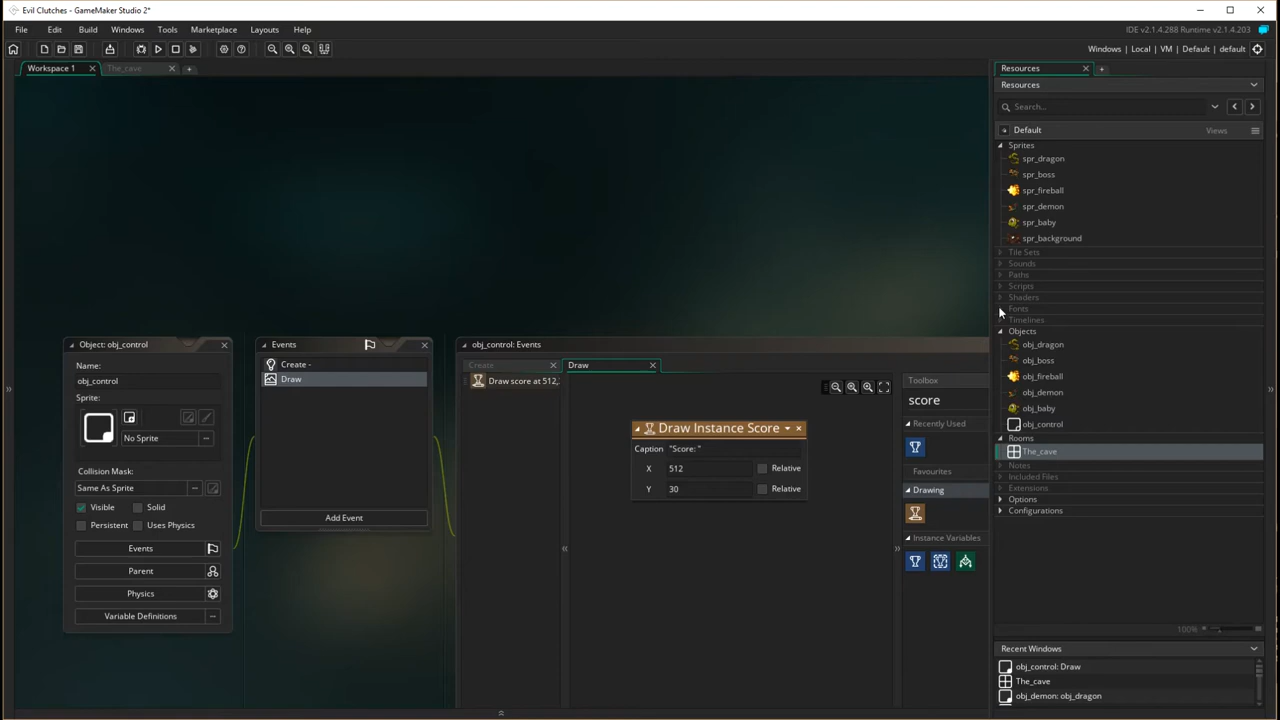 Evil Clutches - GameMaker Studio 2*
File Edit Build Windows Tools Marketplace Layouts Help
IDE v2.1.4.288 Runtime v2.1.4.203
Windows | Local | VM | Default | default
Workspace 1
The_cave
Resources
Resources
Search...
Default
Views
Sprites
spr_dragon
spr_boss
spr_fireball
spr_demon
spr_baby
spr_background
Tile Sets
Sounds
Paths
Scripts
Shaders
Fonts
Timelines
Objects
obj_dragon
obj_boss
obj_fireball
obj_demon
obj_baby
obj_control
Rooms
The_cave
Notes
Included Files
Extensions
Options
Configurations
100%
Recent Windows
obj_control: Draw
The_cave
obj_demon: obj_dragon
Object: obj_control
Name:
obj_control
Sprite:
No Sprite
Collision Mask:
Same As Sprite
Visible
Solid
Persistent
Uses Physics
Events
Parent
Physics
Variable Definitions
Events
Create -
Draw
Add Event
obj_control: Events
Create
Draw
Draw score at 512,
Draw Instance Score
Caption "Score: "
X 512 Relative
Y 30 Relative
Toolbox
score
Recently Used
Favourites
Drawing
Instance Variables